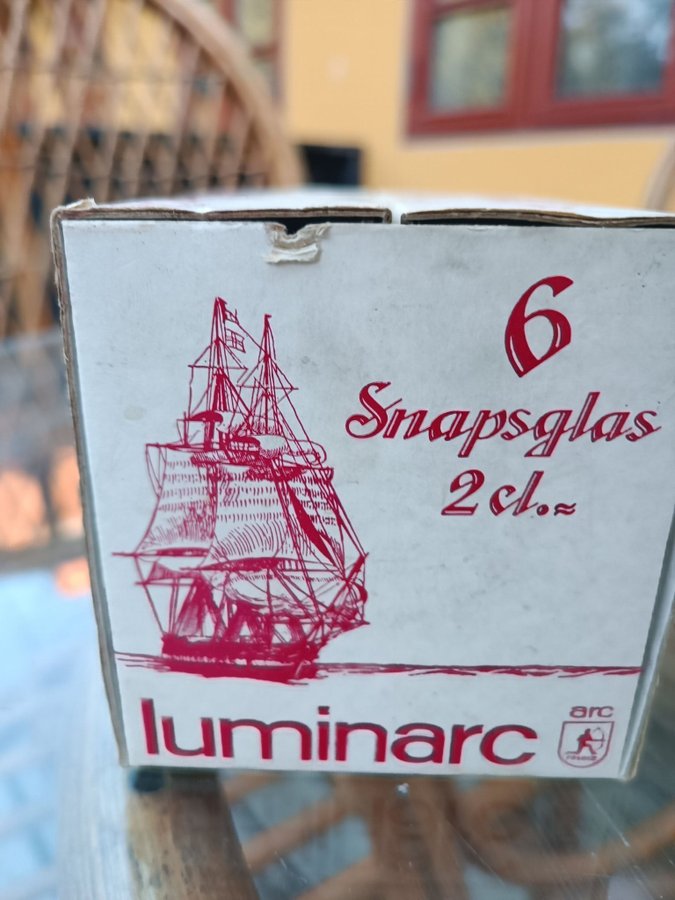 6
Snapsglas
2 cl.≈
luminarc
arc